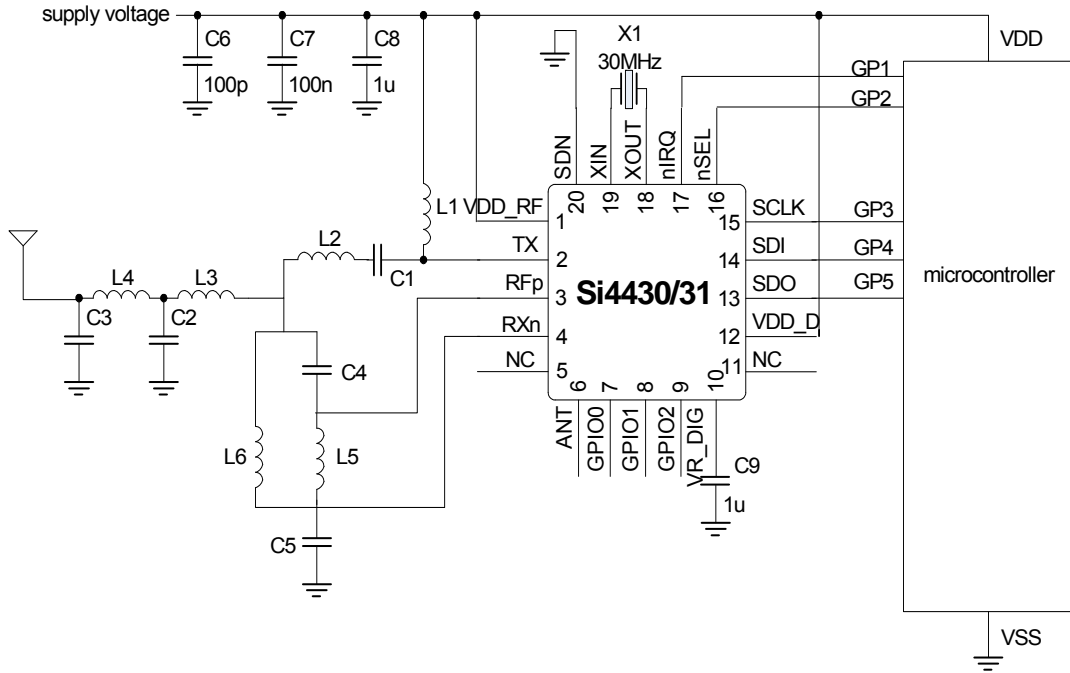 supply voltage
C6
100p
C7
100n
C8
1u
X1
30MHz
VDD
GP1
GP2
SDN
XIN
XOUT
nIRQ
nSEL
20
19
18
17
16
L1
VDD_RF
1
15
SCLK
GP3
TX
2
14
SDI
GP4
RFp
3
Si4430/31
13
SDO
GP5
microcontroller
RXn
4
12
VDD_D
NC
5
11
NC
6
7
8
9
10
ANT
GPIO0
GPIO1
GPIO2
VR_DIG
C9
1u
L2
C1
L4
L3
C3
C2
C4
L6
L5
C5
VSS